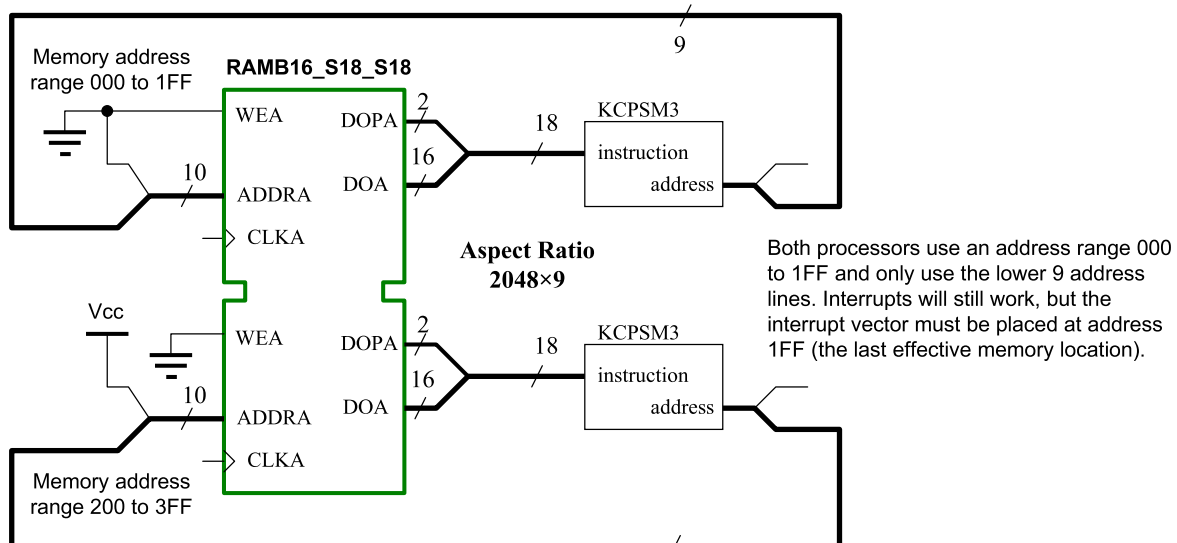 9
Memory address
range 000 to 1FF
RAMB16_S18_S18
WEA
DOPA
2
KCPSM3
18
instruction
10
16
ADDRA
DOA
address
CLKA
Aspect Ratio
2048×9
Both processors use an address range 000
to 1FF and only use the lower 9 address
lines. Interrupts will still work, but the
interrupt vector must be placed at address
1FF (the last effective memory location).
Vcc
WEA
DOPA
2
KCPSM3
18
instruction
10
16
ADDRA
DOA
address
CLKA
Memory address
range 200 to 3FF